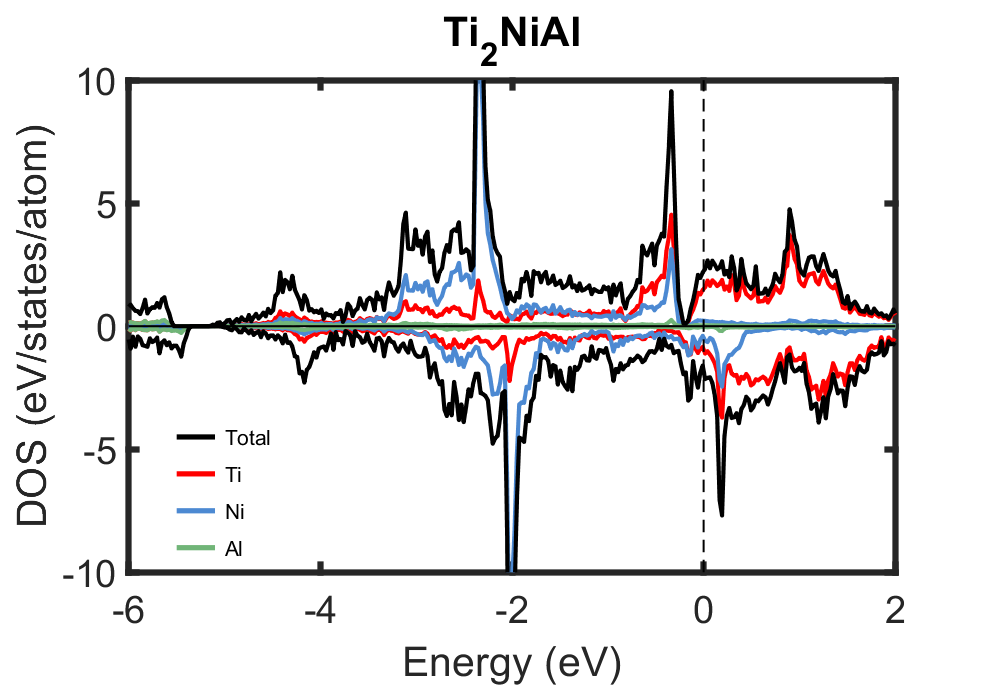 Ti₂NiAl
10
5
0
-5
-10
DOS (eV/states/atom)
Total
Ti
Ni
Al
-6 -4 -2 0 2
Energy (eV)